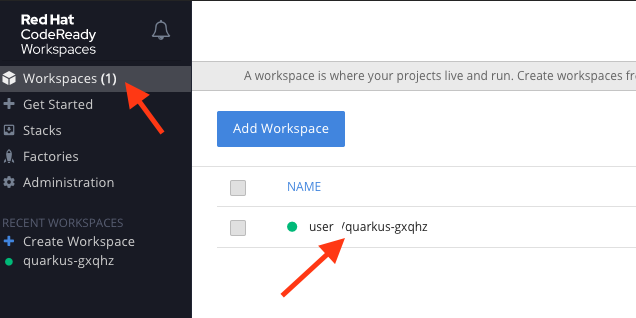 Red Hat
CodeReady
Workspaces
Workspaces (1)
Get Started
Stacks
Factories
Administration
RECENT WORKSPACES
Create Workspace
quarkus-gxqhz
A workspace is where your projects live and run. Create workspaces
Add Workspace
NAME
user /quarkus-gxqhz